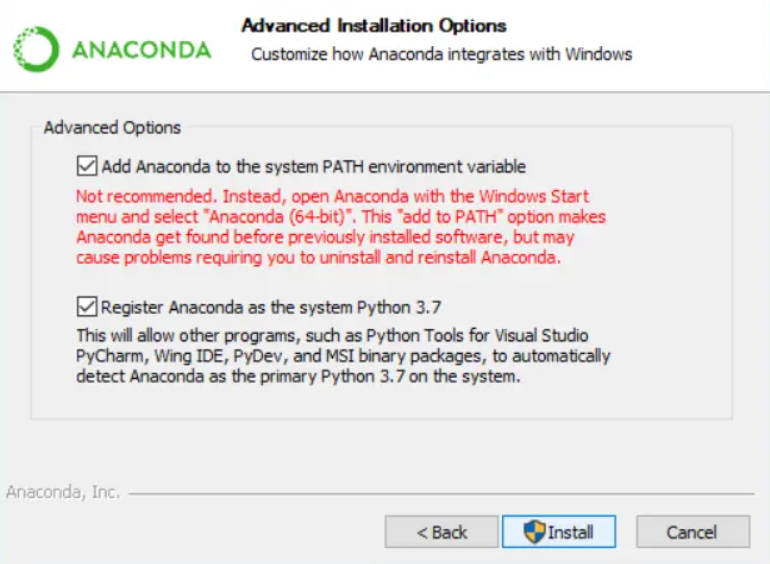 ANACONDA
Advanced Installation Options
Customize how Anaconda integrates with Windows
Advanced Options
Add Anaconda to the system PATH environment variable
Not recommended. Instead, open Anaconda with the Windows Start
menu and select "Anaconda (64-bit)". This "add to PATH" option makes
Anaconda get found before previously installed software, but may
cause problems requiring you to uninstall and reinstall Anaconda.
Register Anaconda as the system Python 3.7
This will allow other programs, such as Python Tools for Visual Studio
PyCharm, Wing IDE, PyDev, and MSI binary packages, to automatically
detect Anaconda as the primary Python 3.7 on the system.
Anaconda, Inc.
< Back
Install
Cancel